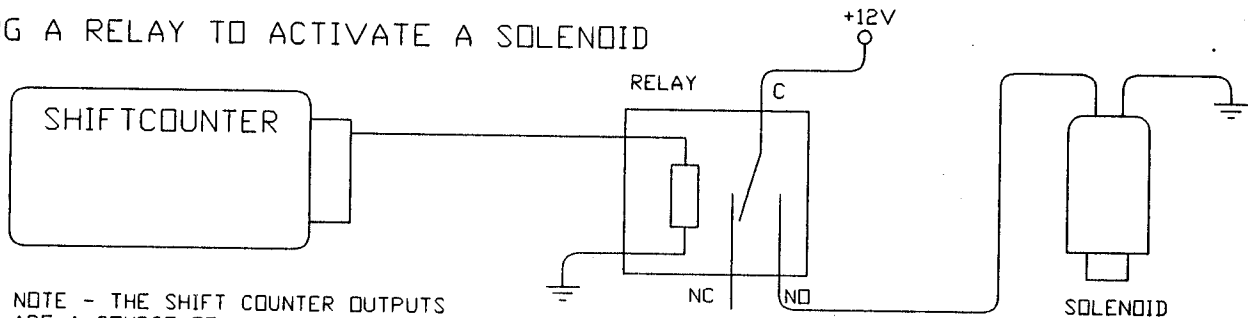 A RELAY TO ACTIVATE A SOLENOID
+12V
RELAY
C
SHIFTCOUNTER
NC
NO
SOLENOID
NOTE - THE SHIFT COUNTER OUTPUTS